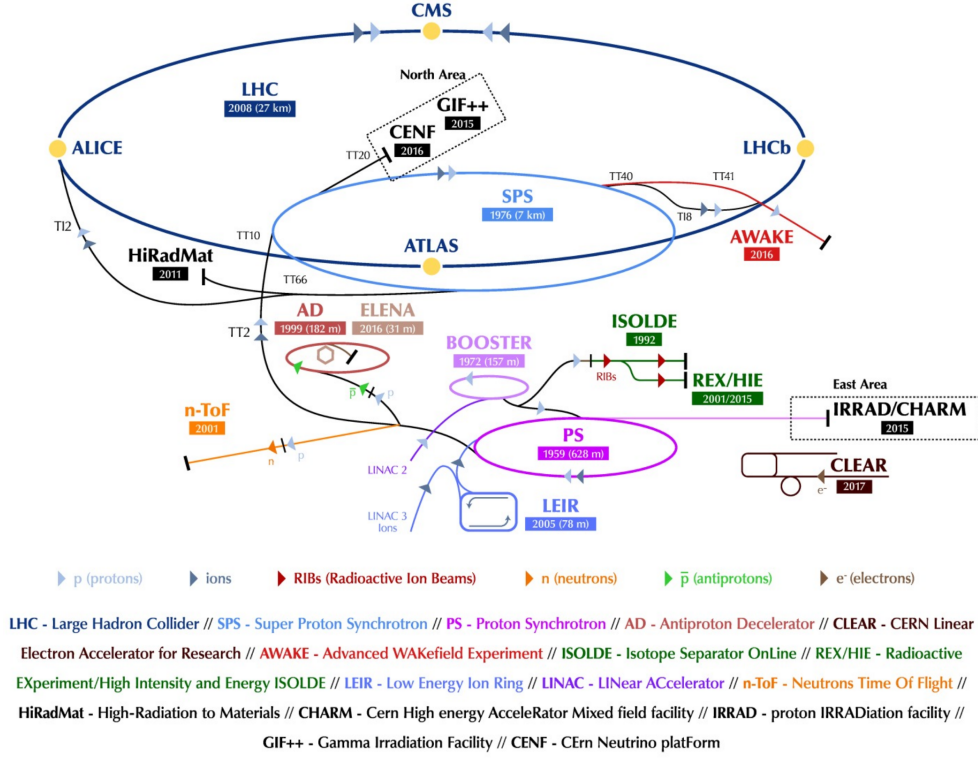 CMS
North Area
LHC
2008 (27 km)
GIF++
2015
CENF
2016
ALICE
TT20
LHCb
TT40
TT41
SPS
1976 (7 km)
TI8
TI2
TT10
AWAKE
2016
ATLAS
HiRadMat
2011
TT66
AD
1999 (182 m)
ELENA
2016 (31 m)
TT2
ISOLDE
1992
BOOSTER
1972 (157 m)
RIBs
REX/HIE
2001/2015
East Area
p
p
n-ToF
2001
IRRAD/CHARM
2015
PS
1959 (628 m)
n
p
LINAC 2
CLEAR
2017
e-
LEIR
2005 (78 m)
LINAC 3
Ions
p (protons)
ions
RIBs (Radioactive Ion Beams)
n (neutrons)
p̅ (antiprotons)
e- (electrons)
LHC - Large Hadron Collider // SPS - Super Proton Synchrotron // PS - Proton Synchrotron // AD - Antiproton Decelerator // CLEAR - CERN Linear
Electron Accelerator for Research // AWAKE - Advanced WAKefield Experiment // ISOLDE - Isotope Separator OnLine // REX/HIE - Radioactive
EXperiment/High Intensity and Energy ISOLDE // LEIR - Low Energy Ion Ring // LINAC - LINear ACcelerator // n-ToF - Neutrons Time Of Flight //
HiRadMat - High-Radiation to Materials // CHARM - Cern High energy AcceleRator Mixed field facility // IRRAD - proton IRRADiation facility //
GIF++ - Gamma Irradiation Facility // CENF - CErn Neutrino platForm